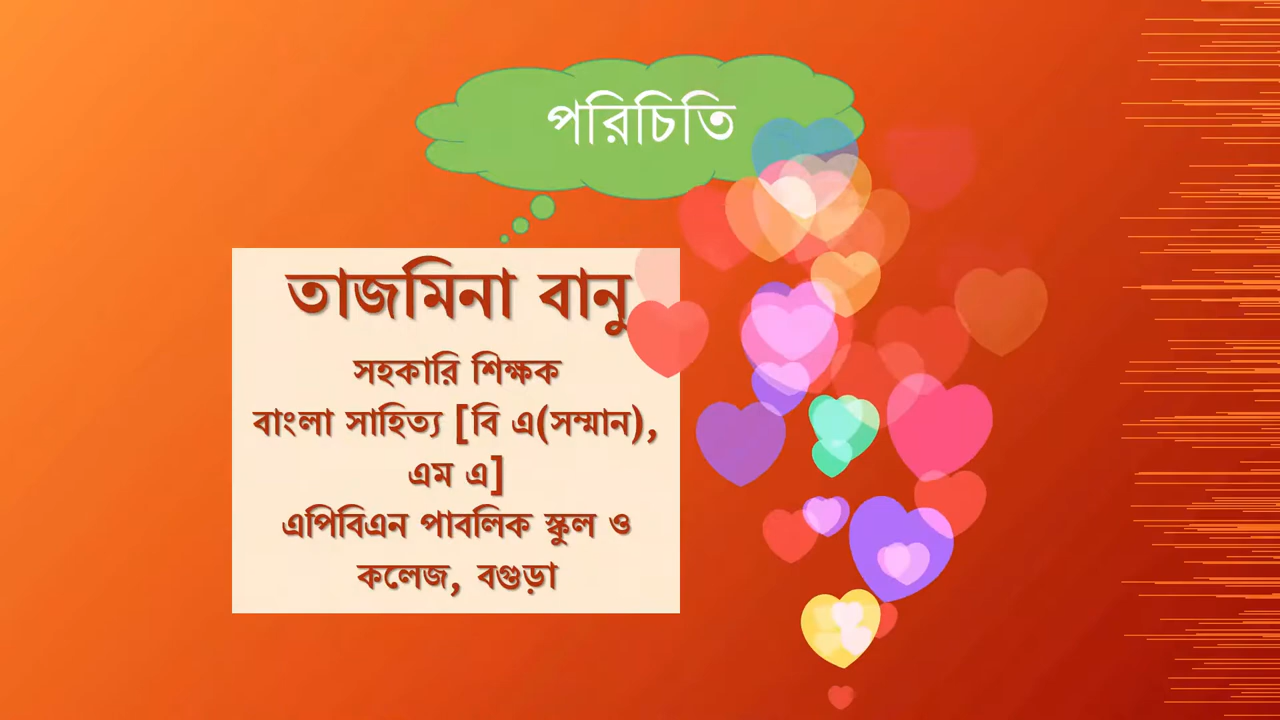 পরিচিতি
তাজমিনা বানু
সহকারি শিক্ষক
বাংলা সাহিত্য [বি এ(সম্মান),
এম এ]
এপিবিএন পাবলিক স্কুল ও
কলেজ, বগুড়া